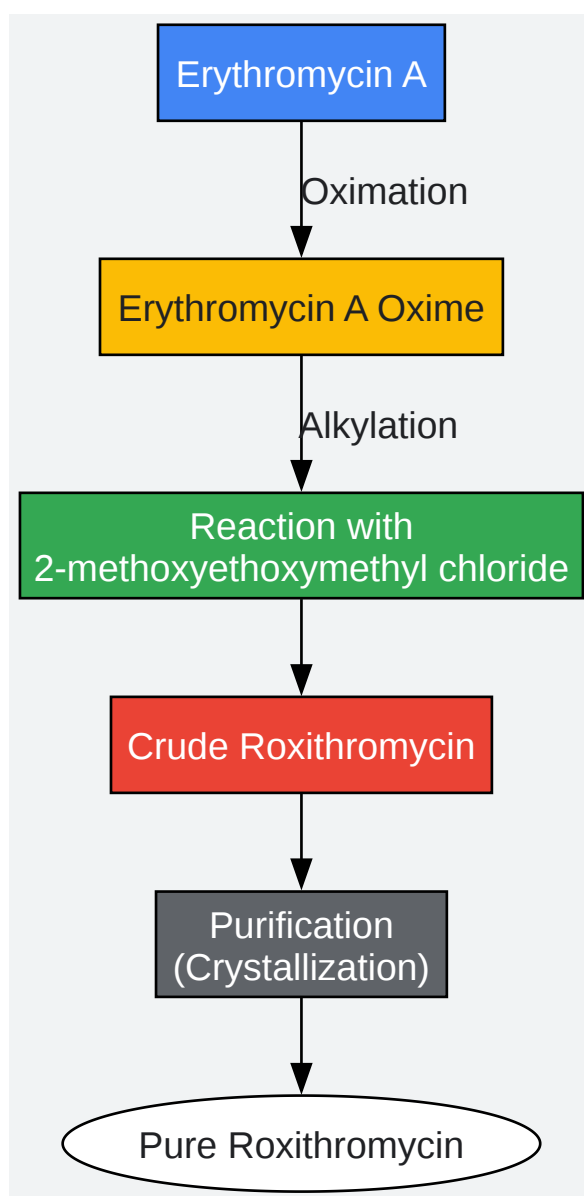 Erythromycin A
Oximation
Erythromycin A Oxime
Alkylation
Reaction with
2-methoxyethoxymethyl chloride
Crude Roxithromycin
Purification
(Crystallization)
Pure Roxithromycin